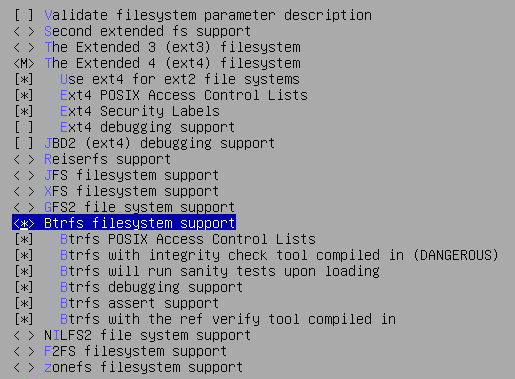 [ ] Validate filesystem parameter description
< > Second extended fs support
< > The Extended 3 (ext3) filesystem
<M> The Extended 4 (ext4) filesystem
[*]   Use ext4 for ext2 file systems
[*]   Ext4 POSIX Access Control Lists
[*]   Ext4 Security Labels
[ ]   Ext4 debugging support
[ ] JBD2 (ext4) debugging support
< > Reiserfs support
< > JFS filesystem support
< > XFS filesystem support
< > GFS2 file system support
<*> Btrfs filesystem support
[*]   Btrfs POSIX Access Control Lists
[*]   Btrfs with integrity check tool compiled in (DANGEROUS)
[*]   Btrfs will run sanity tests upon loading
[*]   Btrfs debugging support
[*]   Btrfs assert support
[*]   Btrfs with the ref verify tool compiled in
< > NILFS2 file system support
< > F2FS filesystem support
< > zonefs filesystem support